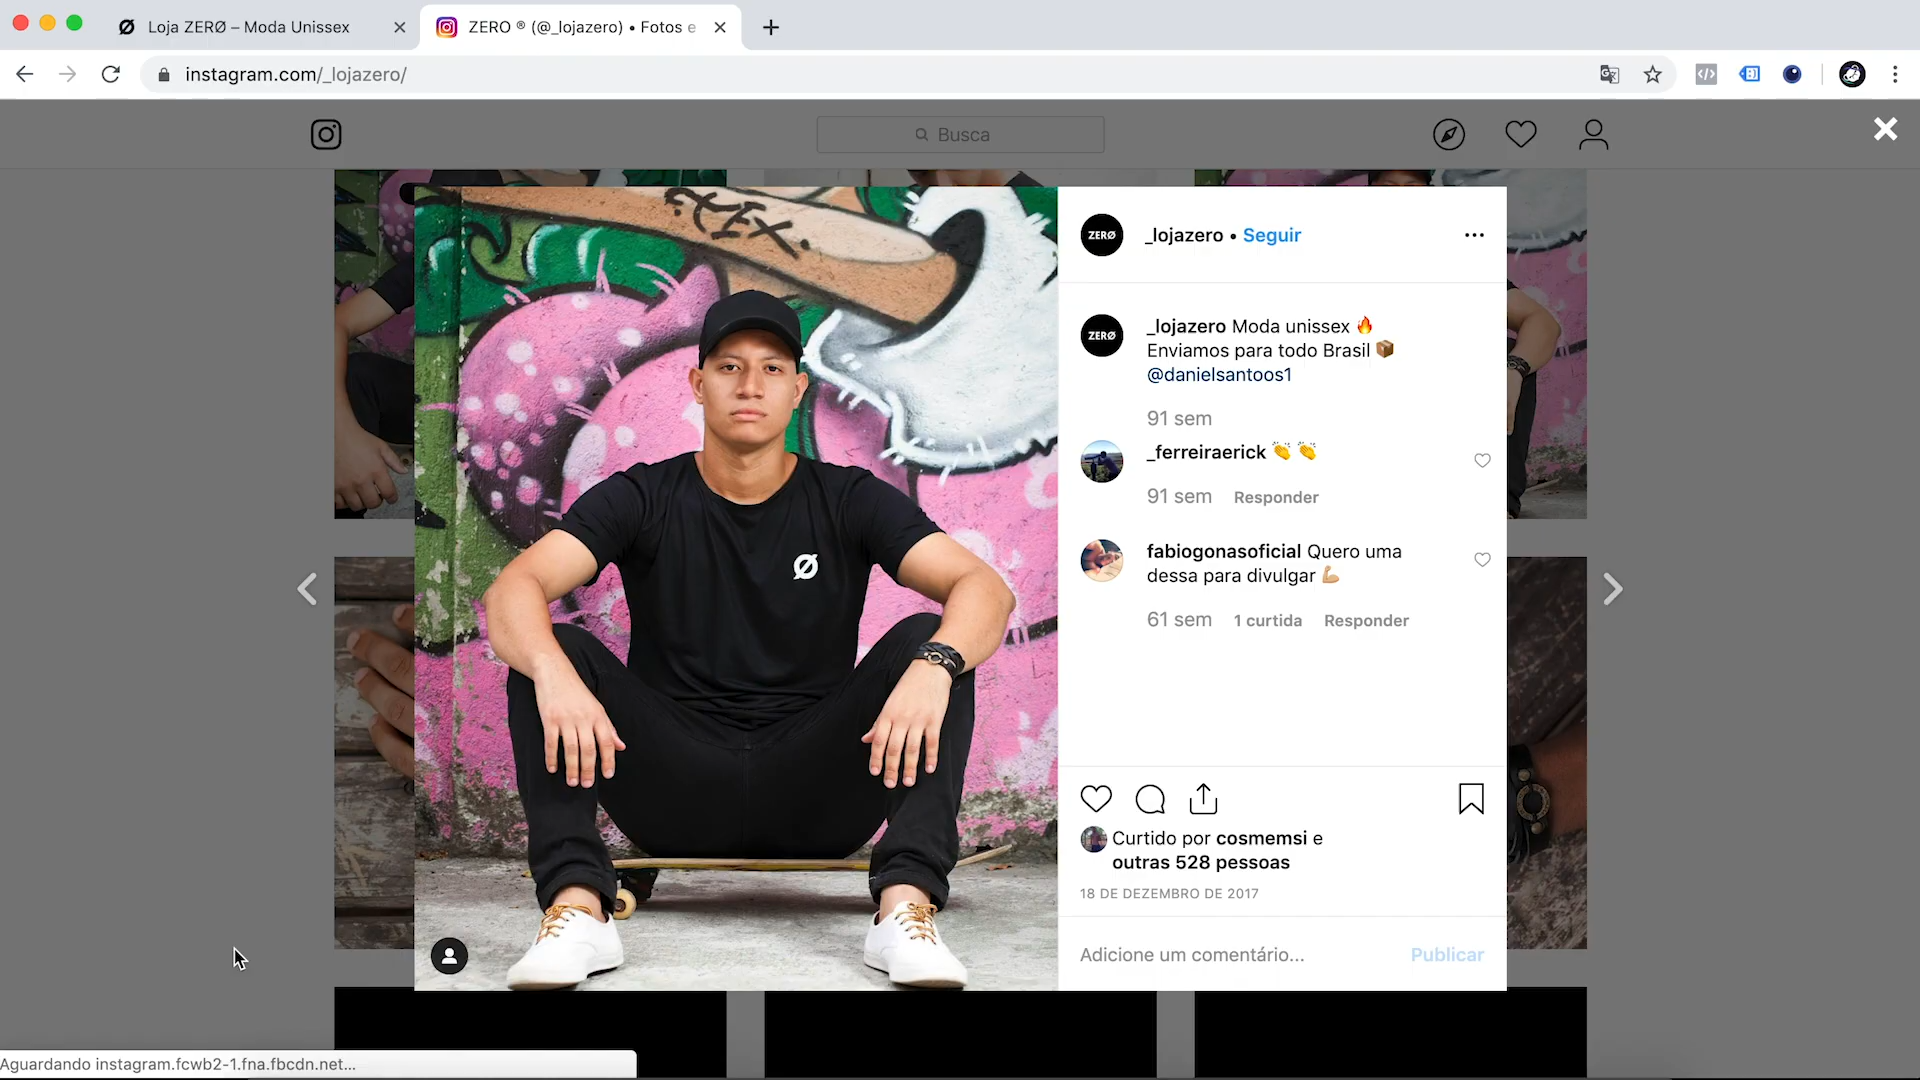 Loja ZERØ – Moda Unissex
ZERO ® (@_lojazero) • Fotos e
instagram.com/_lojazero/
Busca
ZERØ
_lojazero • Seguir
ZERØ
_lojazero Moda unissex 🔥
Enviamos para todo Brasil 📦
@danielsantoos1
91 sem
_ferreiraerick 👏 👏
91 sem Responder
fabiogonasoficial Quero uma
dessa para divulgar 💪🏼
61 sem 1 curtida Responder
Curtido por cosmemsi e
outras 528 pessoas
18 DE DEZEMBRO DE 2017
Adicione um comentário... Publicar
Aguardando instagram.fcwb2-1.fna.fbcdn.net...